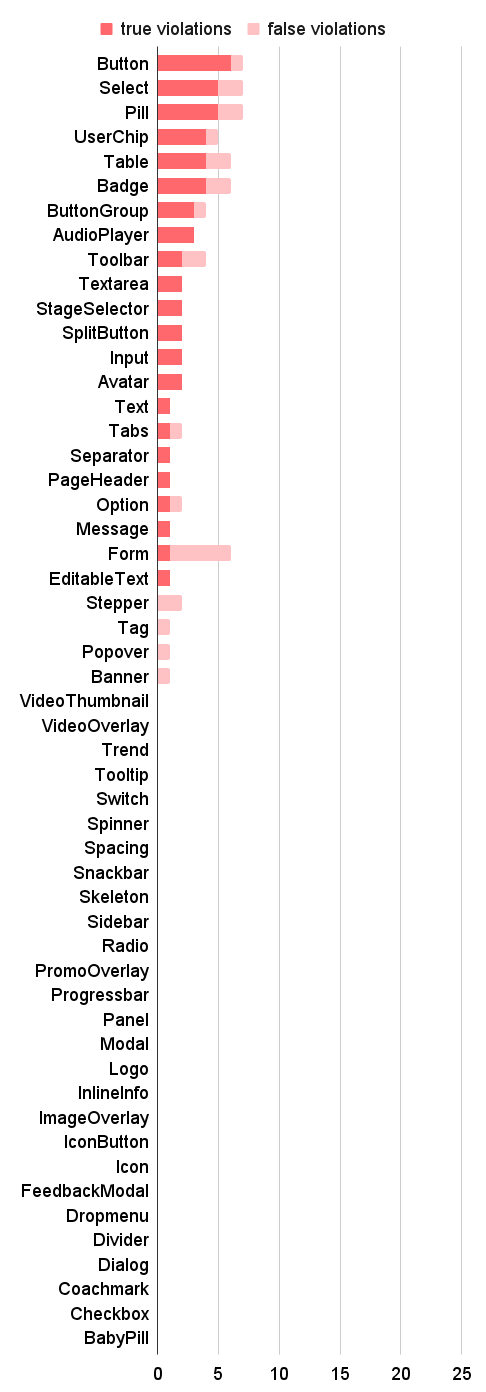 true violations false violations
Button
Select
Pill
UserChip
Table
Badge
ButtonGroup
AudioPlayer
Toolbar
Textarea
StageSelector
SplitButton
Input
Avatar
Text
Tabs
Separator
PageHeader
Option
Message
Form
EditableText
Stepper
Tag
Popover
Banner
VideoThumbnail
VideoOverlay
Trend
Tooltip
Switch
Spinner
Spacing
Snackbar
Skeleton
Sidebar
Radio
PromoOverlay
Progressbar
Panel
Modal
Logo
InlineInfo
ImageOverlay
IconButton
Icon
FeedbackModal
Dropmenu
Divider
Dialog
Coachmark
Checkbox
BabyPill
0 5 10 15 20 25